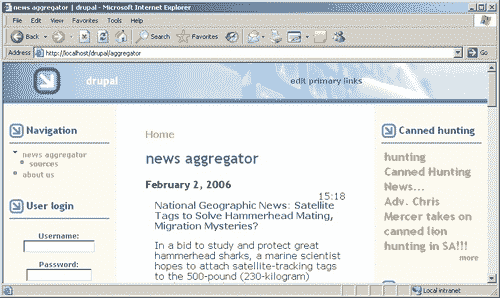 news aggregator | drupal - Microsoft Internet Explorer
File Edit View Favorites Tools Help
Back Search Favorites
Address http://localhost/drupal/aggregator Go
drupal
edit primary links
Navigation
news aggregator
sources
about us
User login
Username:
Password:
Home
news aggregator
February 2, 2006
15:18
National Geographic News: Satellite
Tags to Solve Hammerhead Mating,
Migration Mysteries?
In a bid to study and protect great
hammerhead sharks, a marine scientist
hopes to attach satellite-tracking tags
to the 500-pound (230-kilogram)
Canned hunting
hunting
Canned Hunting
News...
Adv. Chris
Mercer takes on
canned lion
hunting in SA!!!
more
Local intranet